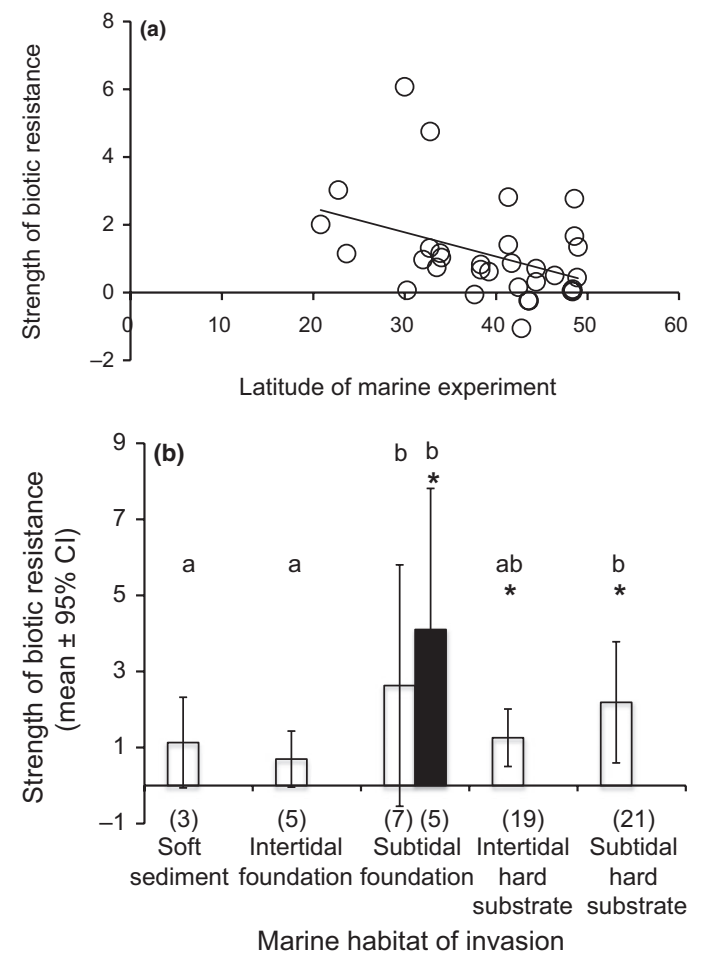 (a)
Strength of biotic resistance
8
6
4
2
0
–2
0 10 20 30 40 50 60
Latitude of marine experiment
(b)
Strength of biotic resistance
(mean ± 95% CI)
9
7
5
3
1
–1
a a b b ab b
* * *
(3) (5) (7) (5) (19) (21)
Soft Intertidal Subtidal Intertidal Subtidal
sediment foundation foundation hard hard
substrate substrate
Marine habitat of invasion